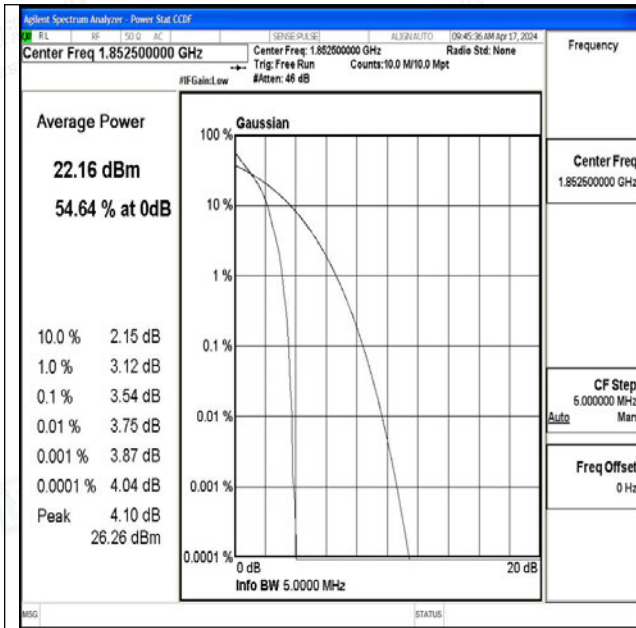 Agilent Spectrum Analyzer - Power Stat CCDF
RL RF 50 Ω AC SENSE:PULSE ALIGNAUTO 09:45:36 AM Apr 17, 2024
Center Freq 1.852500000 GHz
Center Freq: 1.852500000 GHz Radio Std: None
Trig: Free Run Counts:10.0 M/10.0 Mpt
#IFGain:Low #Atten: 46 dB
Frequency
Center Freq
1.852500000 GHz
CF Step
5.000000 MHz
Auto Man
Freq Offset
0 Hz
Average Power
22.16 dBm
54.64 % at 0dB
10.0 % 2.15 dB
1.0 % 3.12 dB
0.1 % 3.54 dB
0.01 % 3.75 dB
0.001 % 3.87 dB
0.0001 % 4.04 dB
Peak 4.10 dB
26.26 dBm
Gaussian
100 %
10 %
1 %
0.1 %
0.01 %
0.001 %
0.0001 %
0 dB 20 dB
Info BW 5.0000 MHz
MSG STATUS